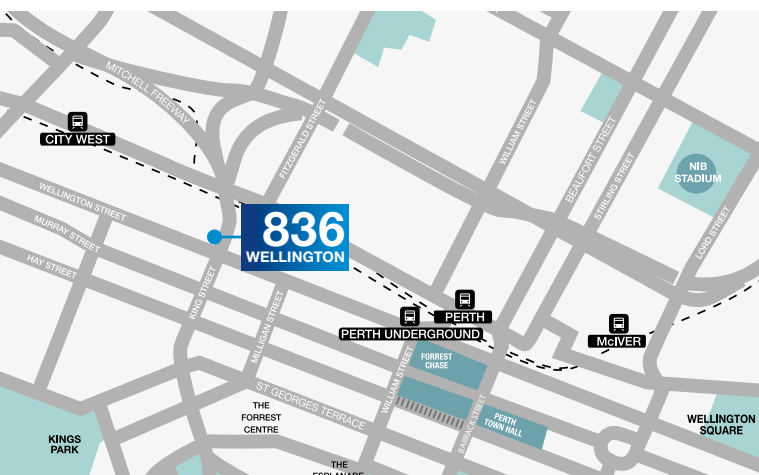 MITCHELL FREEWAY
CITY WEST
FITZGERALD STREET
WILLIAM STREET
BEAUFORT STREET
STIRLING STREET
NIB
STADIUM
LORD STREET
WELLINGTON STREET
MURRAY STREET
HAY STREET
836
WELLINGTON
KING STREET
MILLIGAN STREET
PERTH
PERTH UNDERGROUND
McIVER
FORREST
CHASE
WILLIAM STREET
BARRACK STREET
ST GEORGES TERRACE
THE
FORREST
CENTRE
PERTH
TOWN HALL
WELLINGTON
SQUARE
KINGS
PARK
THE